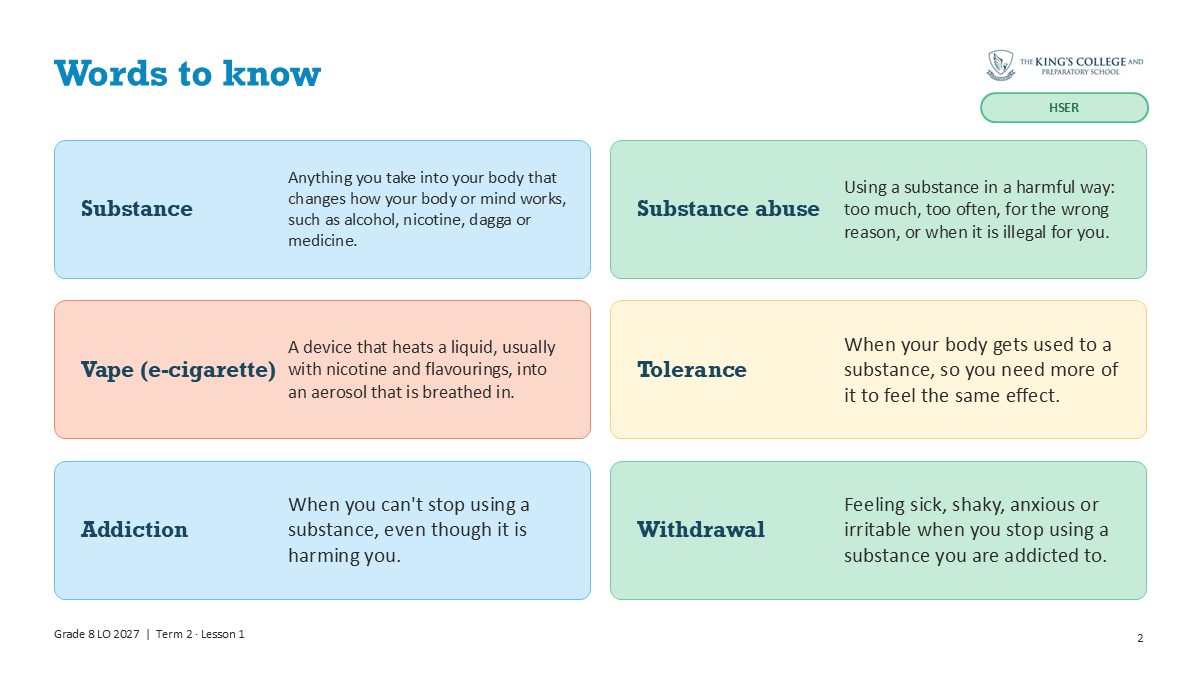 Words to know
THE KING'S COLLEGE AND
PREPARATORY SCHOOL
HSER
Substance
Anything you take into your body that
changes how your body or mind works,
such as alcohol, nicotine, dagga or
medicine.
Substance abuse
Using a substance in a harmful way:
too much, too often, for the wrong
reason, or when it is illegal for you.
Vape (e-cigarette)
A device that heats a liquid, usually
with nicotine and flavourings, into
an aerosol that is breathed in.
Tolerance
When your body gets used to a
substance, so you need more of
it to feel the same effect.
Addiction
When you can't stop using a
substance, even though it is
harming you.
Withdrawal
Feeling sick, shaky, anxious or
irritable when you stop using a
substance you are addicted to.
Grade 8 LO 2027 | Term 2 · Lesson 1
2